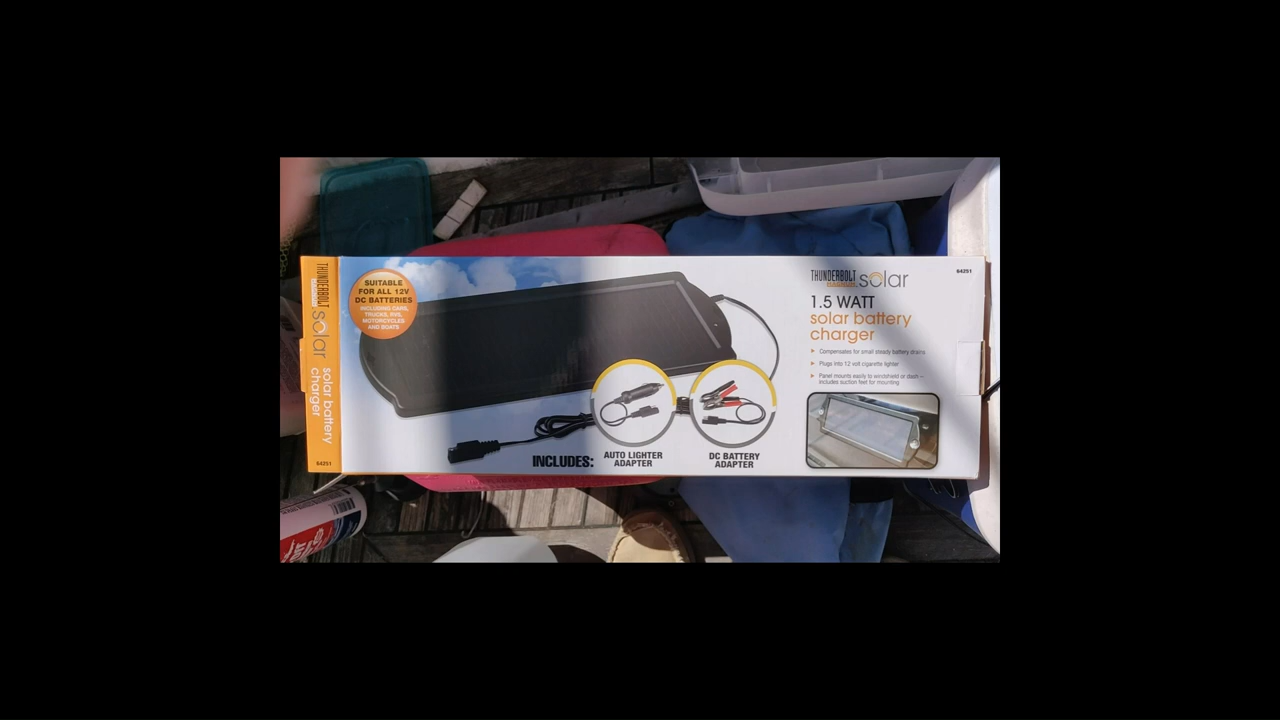 THUNDERBOLT
solar
solar battery
charger
64251
SUITABLE
FOR ALL 12V
DC BATTERIES
INCLUDING CARS,
TRUCKS, RVS,
MOTORCYCLES
AND BOATS
THUNDERBOLT
solar
64251
1.5 WATT
solar battery
charger
Compensates for small steady battery drains
Plugs into 12 volt cigarette lighter
Panel mounts easily to windshield or dash –
includes suction feet for mounting
INCLUDES:
AUTO LIGHTER
ADAPTER
DC BATTERY
ADAPTER